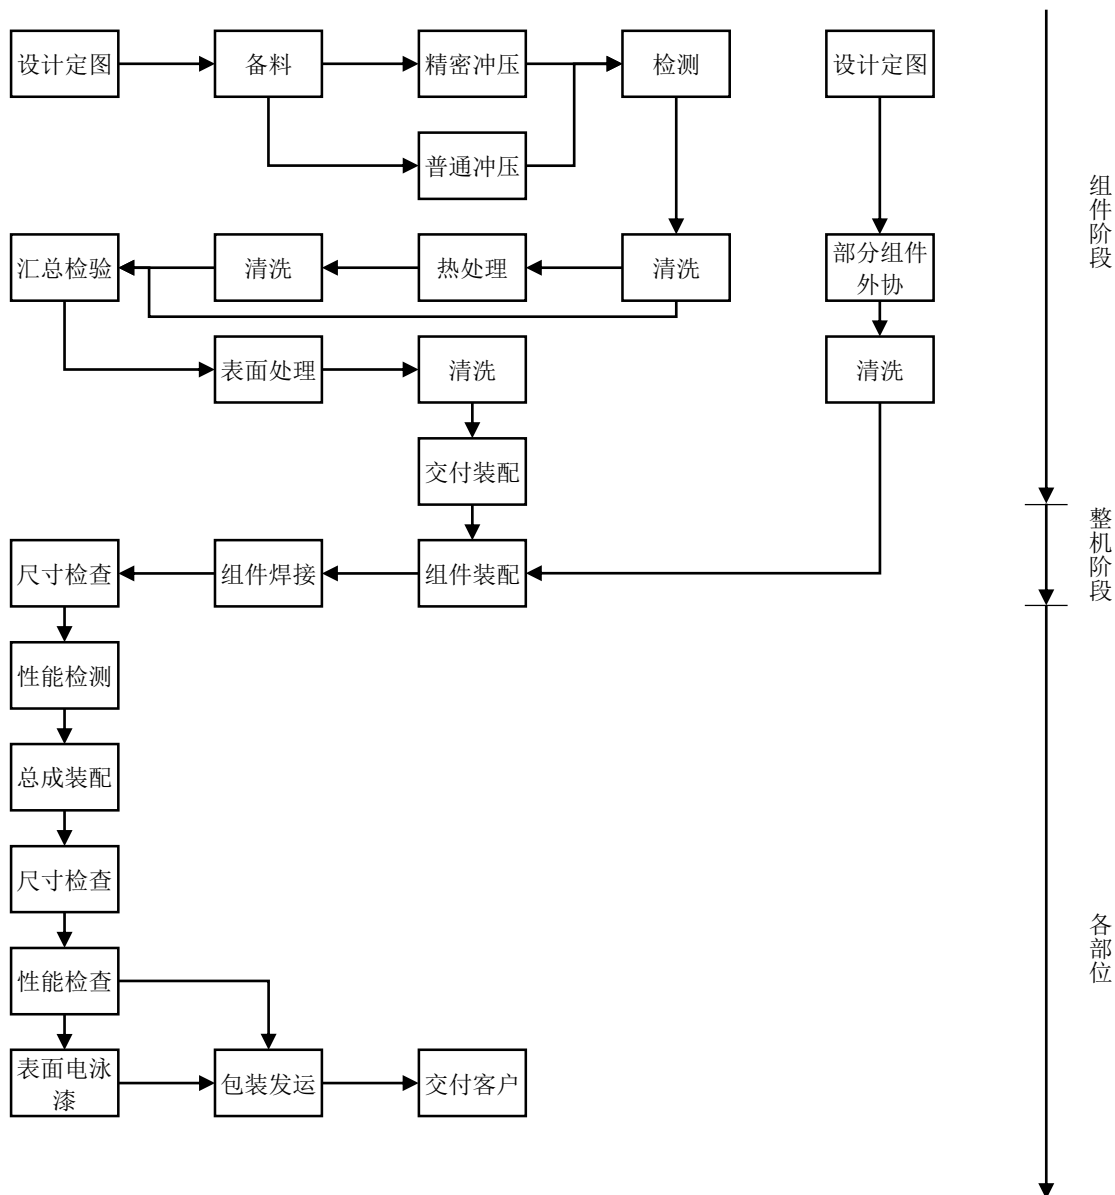 设计定图
备料
精密冲压
检测
设计定图
普通冲压
组件阶段
汇总检验
清洗
热处理
清洗
部分组件
外协
表面处理
清洗
清洗
交付装配
整机阶段
尺寸检查
组件焊接
组件装配
性能检测
总成装配
尺寸检查
各部位
性能检查
表面电泳
漆
包装发运
交付客户